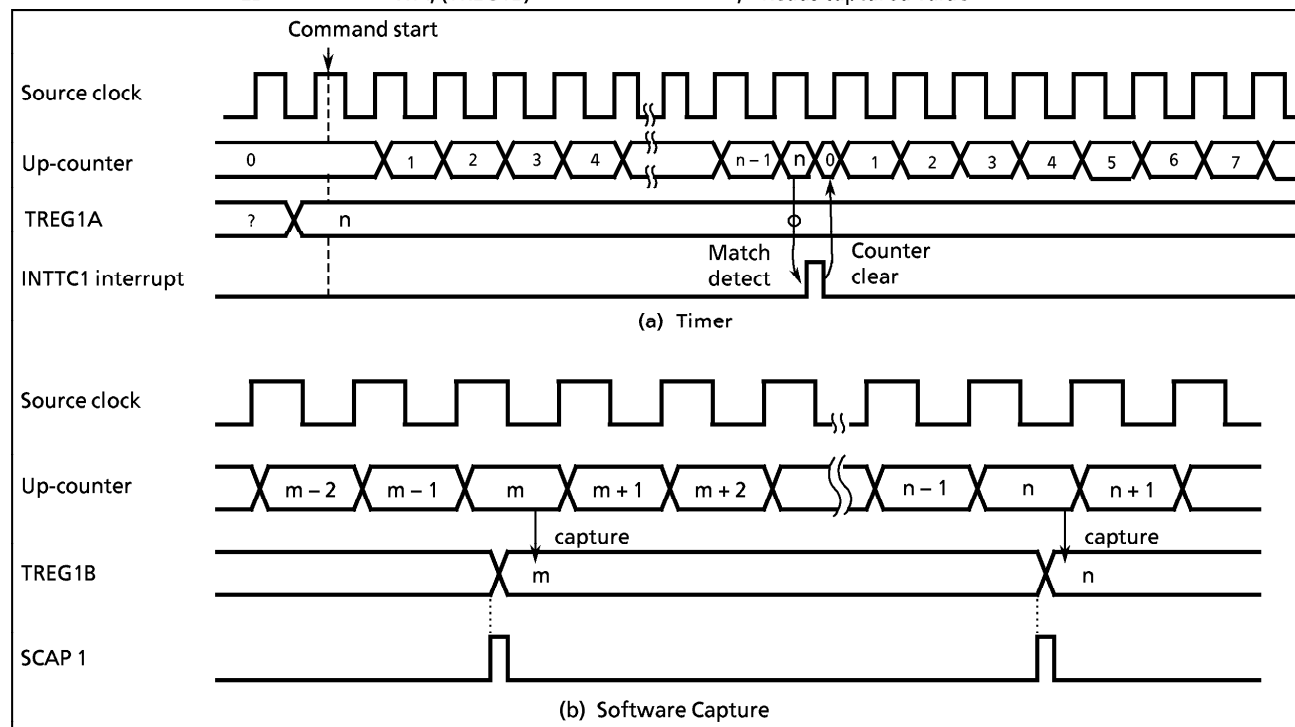 Command start
Source clock
Up-counter 0 1 2 3 4 n – 1 n 0 1 2 3 4 5 6 7
TREG1A ? n
Match detect
Counter clear
INTTC1 interrupt
(a) Timer
Source clock
Up-counter m – 2 m – 1 m m + 1 m + 2 n – 1 n n + 1
capture capture
TREG1B m n
SCAP 1
(b) Software Capture